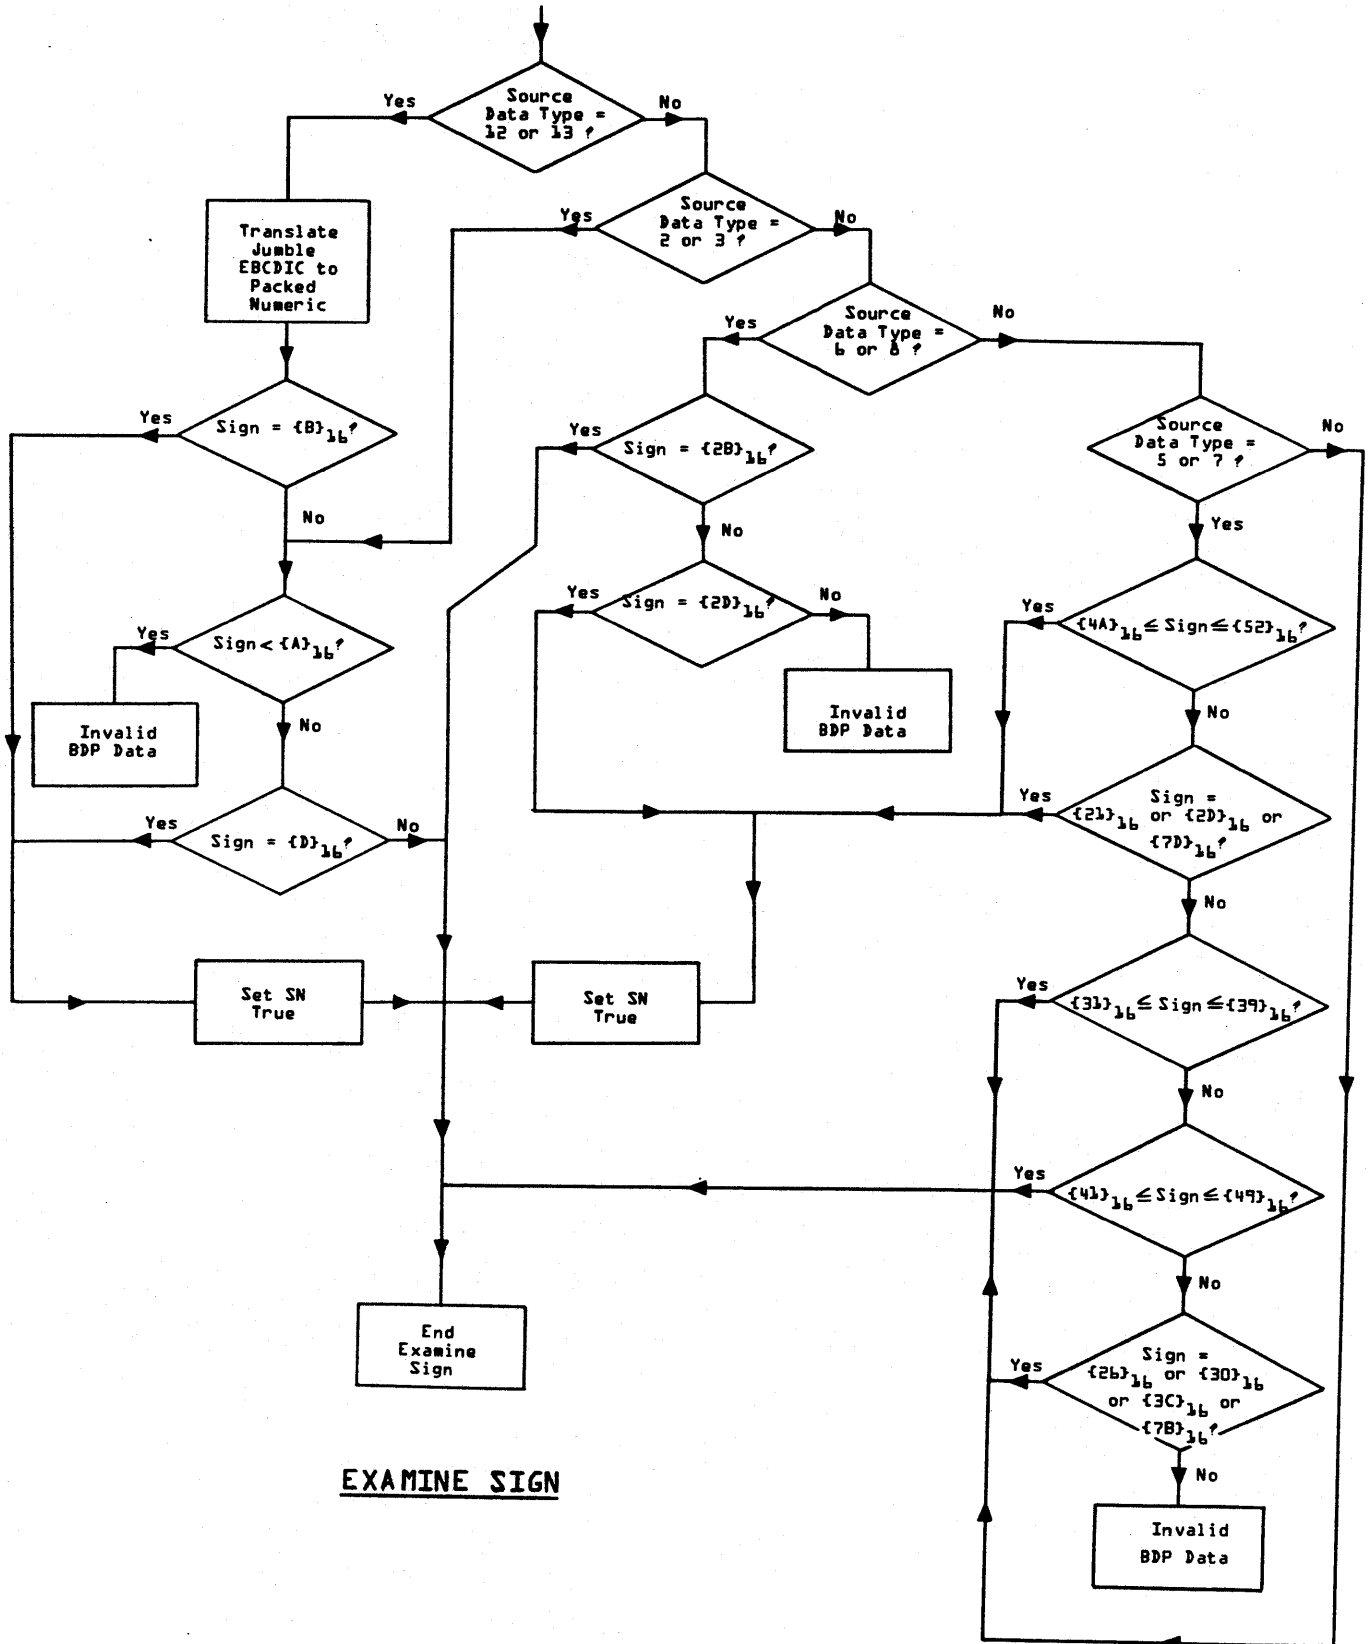 Source
Data Type =
12 or 13 ?
Yes
No
Translate
Jumble
EBCDIC to
Packed
Numeric
Source
Data Type =
2 or 3 ?
Yes
No
Source
Data Type =
6 or 8 ?
Yes
No
Sign = {B}16?
Yes
No
Sign = {2B}16?
Yes
No
Source
Data Type =
5 or 7 ?
No
Yes
Sign < {A}16?
Yes
No
Invalid
BDP Data
Sign = {2D}16?
Yes
No
Invalid
BDP Data
{4A}16 ≤ Sign ≤ {52}16?
Yes
No
Sign = {D}16?
Yes
No
Sign =
{21}16 or {2D}16 or
{7D}16?
Yes
No
Set SN
True
Set SN
True
{31}16 ≤ Sign ≤ {39}16?
Yes
No
{41}16 ≤ Sign ≤ {49}16?
Yes
No
End
Examine
Sign
Sign =
{26}16 or {30}16
or {3C}16 or
{7B}16?
Yes
No
Invalid
BDP Data
EXAMINE SIGN